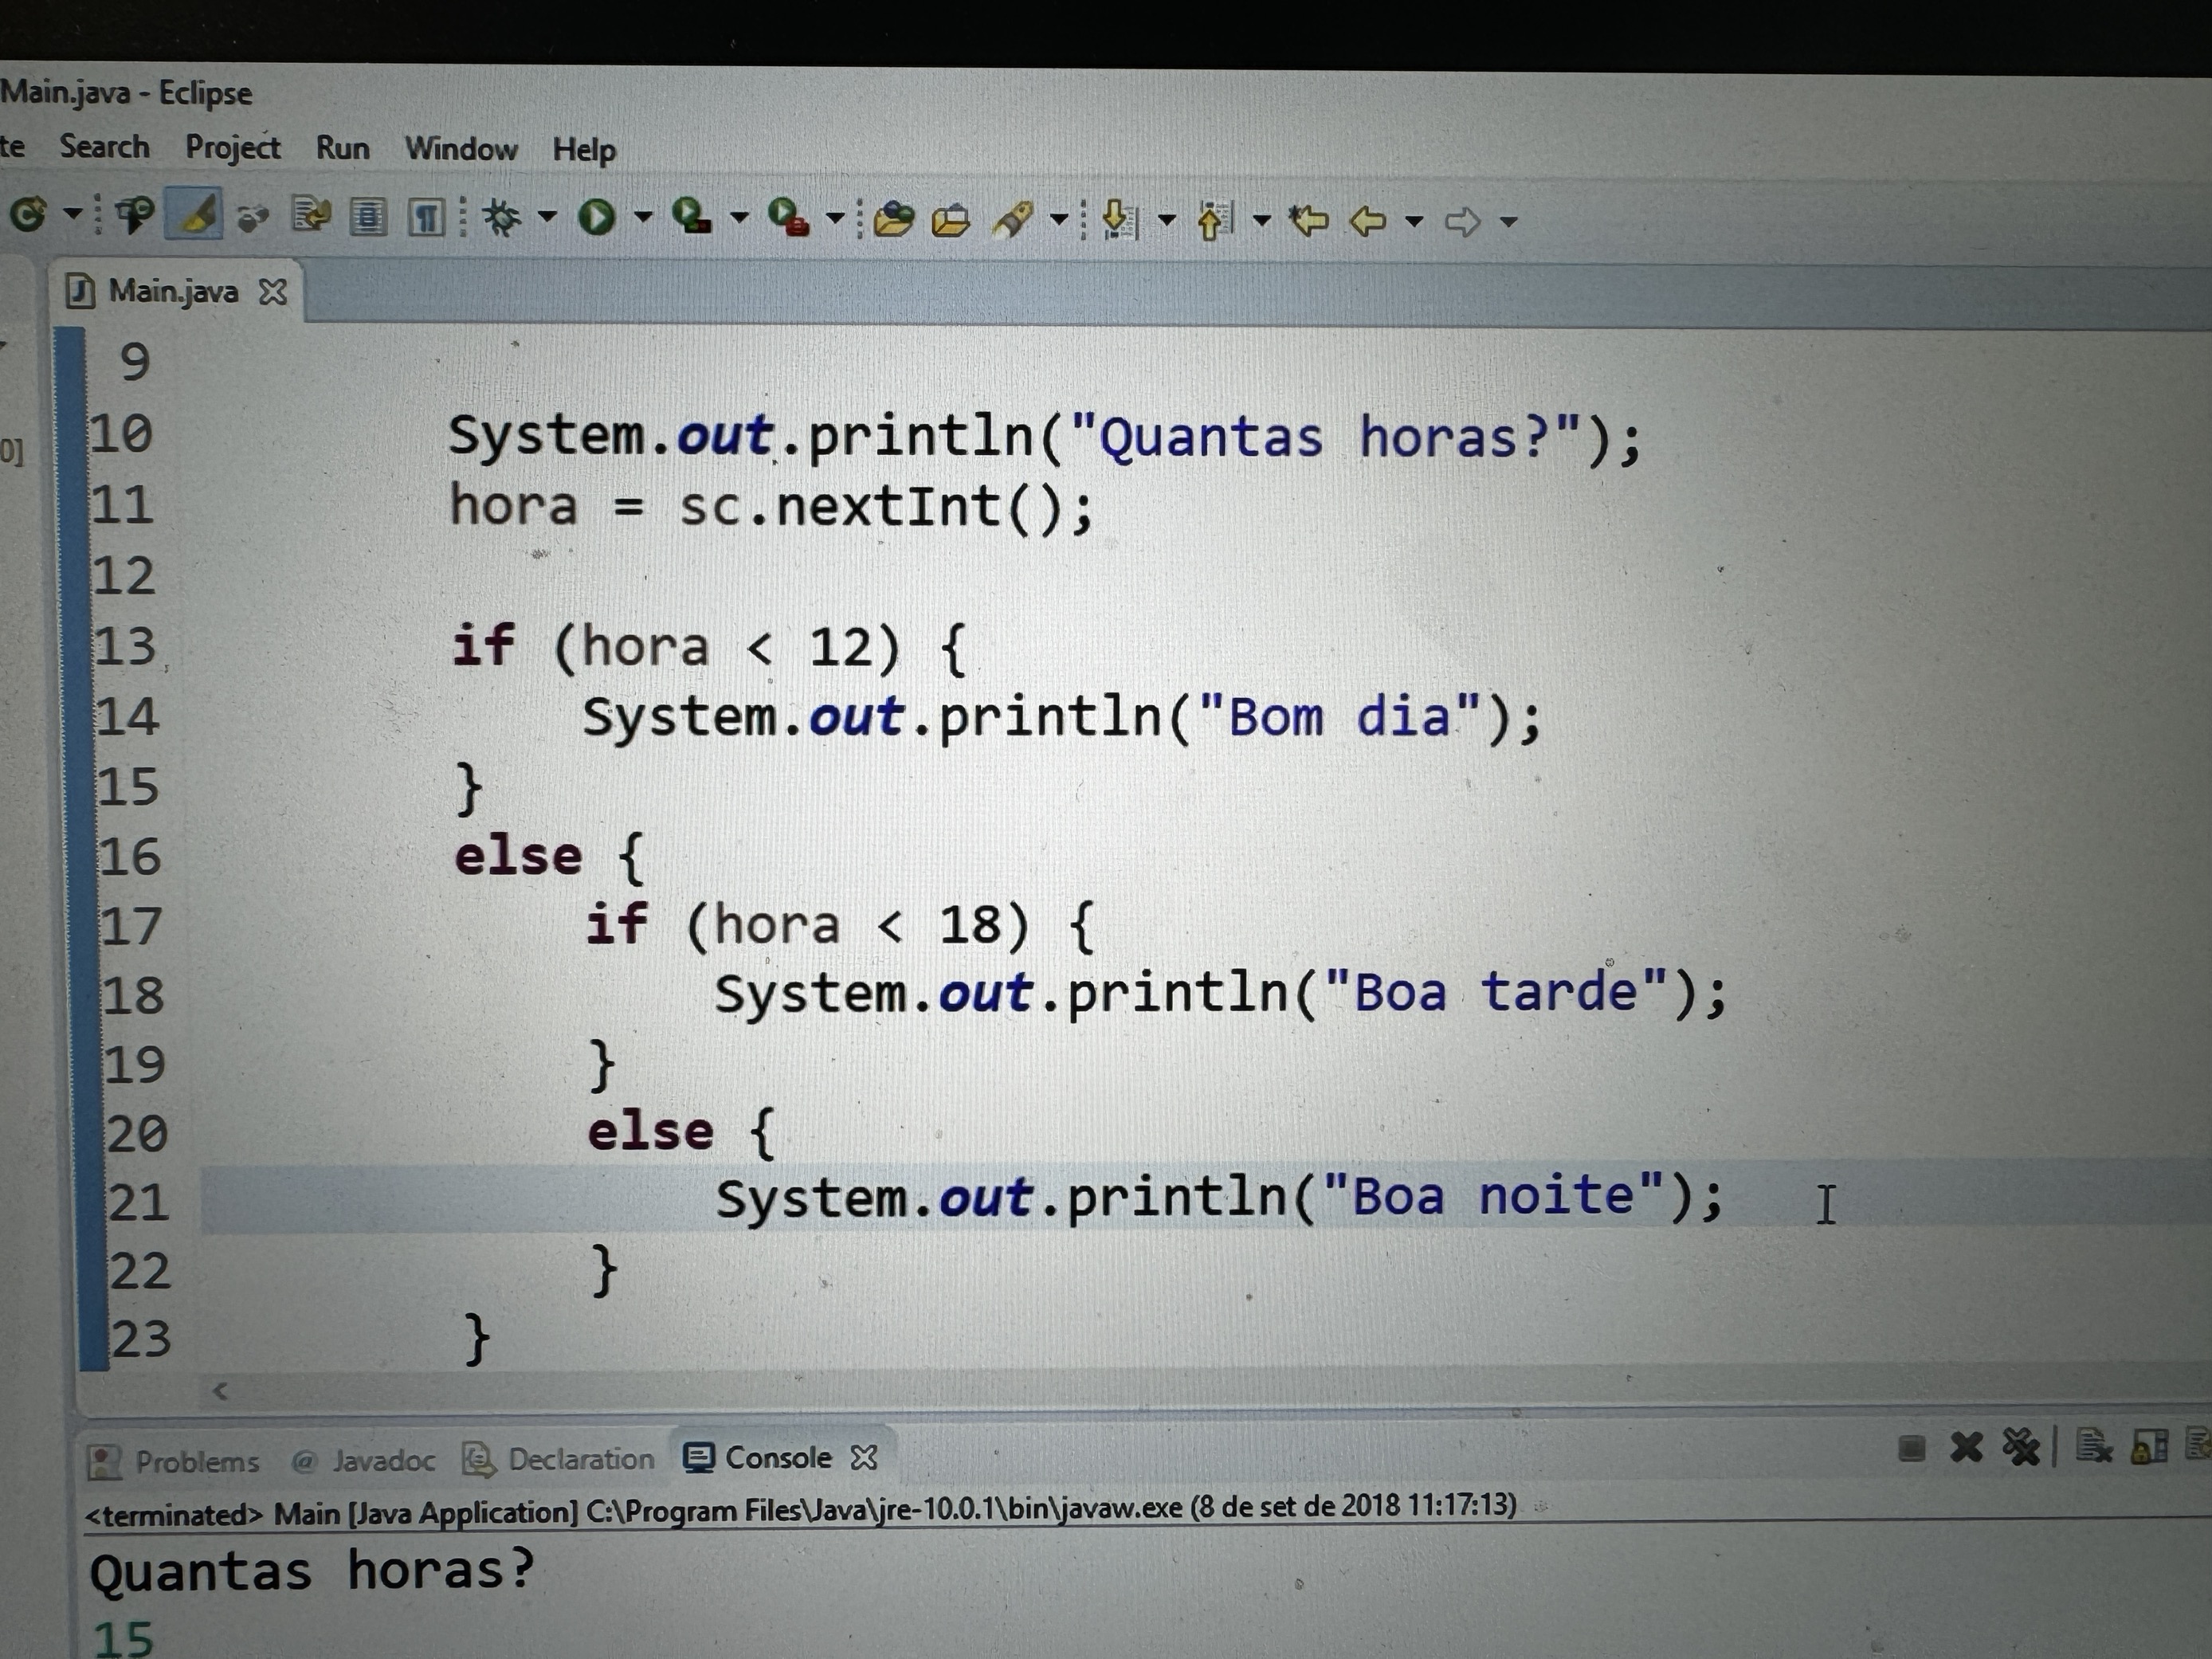 Main.java - Eclipse
te Search Project Run Window Help
Main.java
9
0]
10 System.out.println("Quantas horas?");
11 hora = sc.nextInt();
12
13 if (hora < 12) {
14 System.out.println("Bom dia");
15 }
16 else {
17 if (hora < 18) {
18 System.out.println("Boa tarde");
19 }
20 else {
21 System.out.println("Boa noite");
22 }
23 }
Problems @ Javadoc Declaration Console
<terminated> Main [Java Application] C:\Program Files\Java\jre-10.0.1\bin\javaw.exe (8 de set de 2018 11:17:13)
Quantas horas?
15